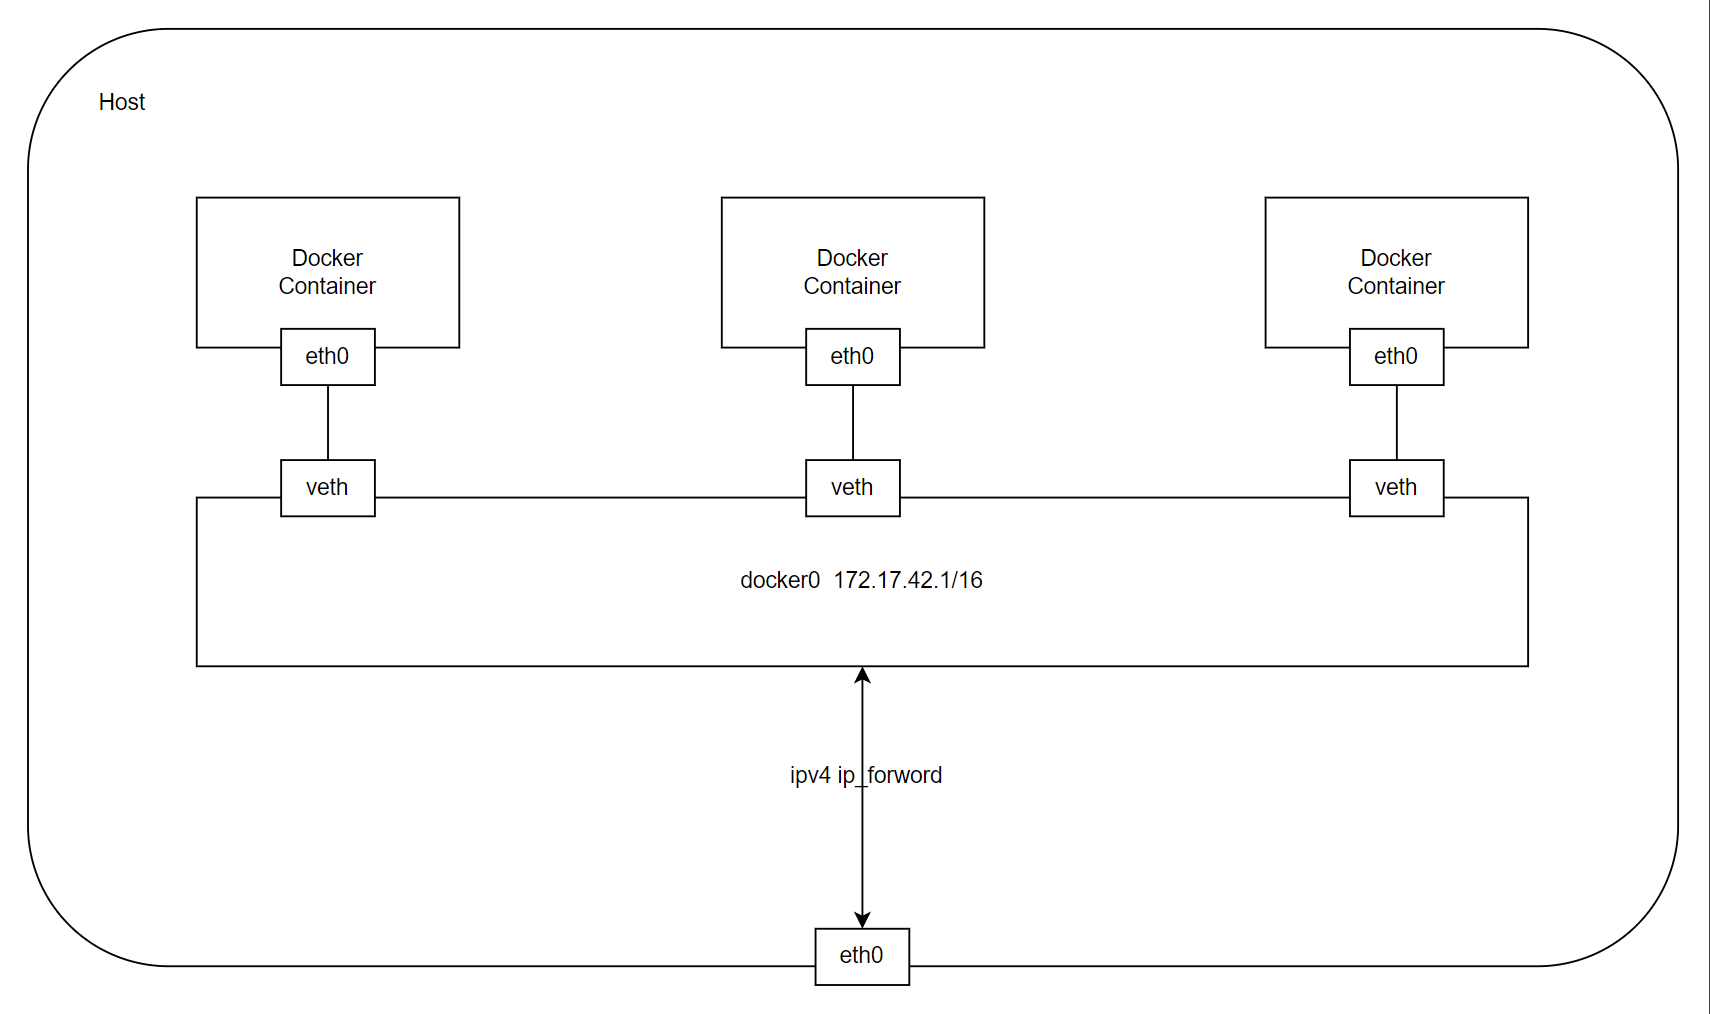 Host
Docker
Container
Docker
Container
Docker
Container
eth0
eth0
eth0
veth
veth
veth
docker0  172.17.42.1/16
ipv4 ip_forword
eth0